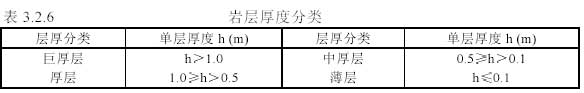 表 3.2.6 岩层厚度分类
层厚分类 单层厚度 h (m) 层厚分类 单层厚度 h (m)
巨厚层 h＞1.0 中厚层 0.5≥h＞0.1
厚层 1.0≥h＞0.5 薄层 h≤0.1